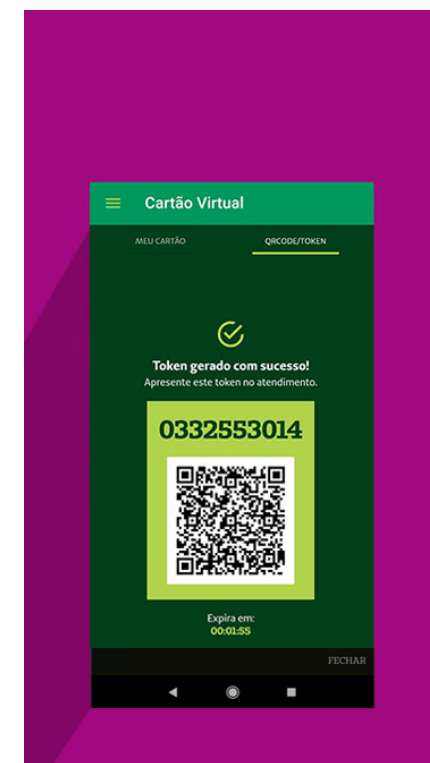 Cartão Virtual
MEU CARTÃO QRCODE/TOKEN
Token gerado com sucesso!
Apresente este token no atendimento.
0332553014
Expira em:
00:01:55
FECHAR